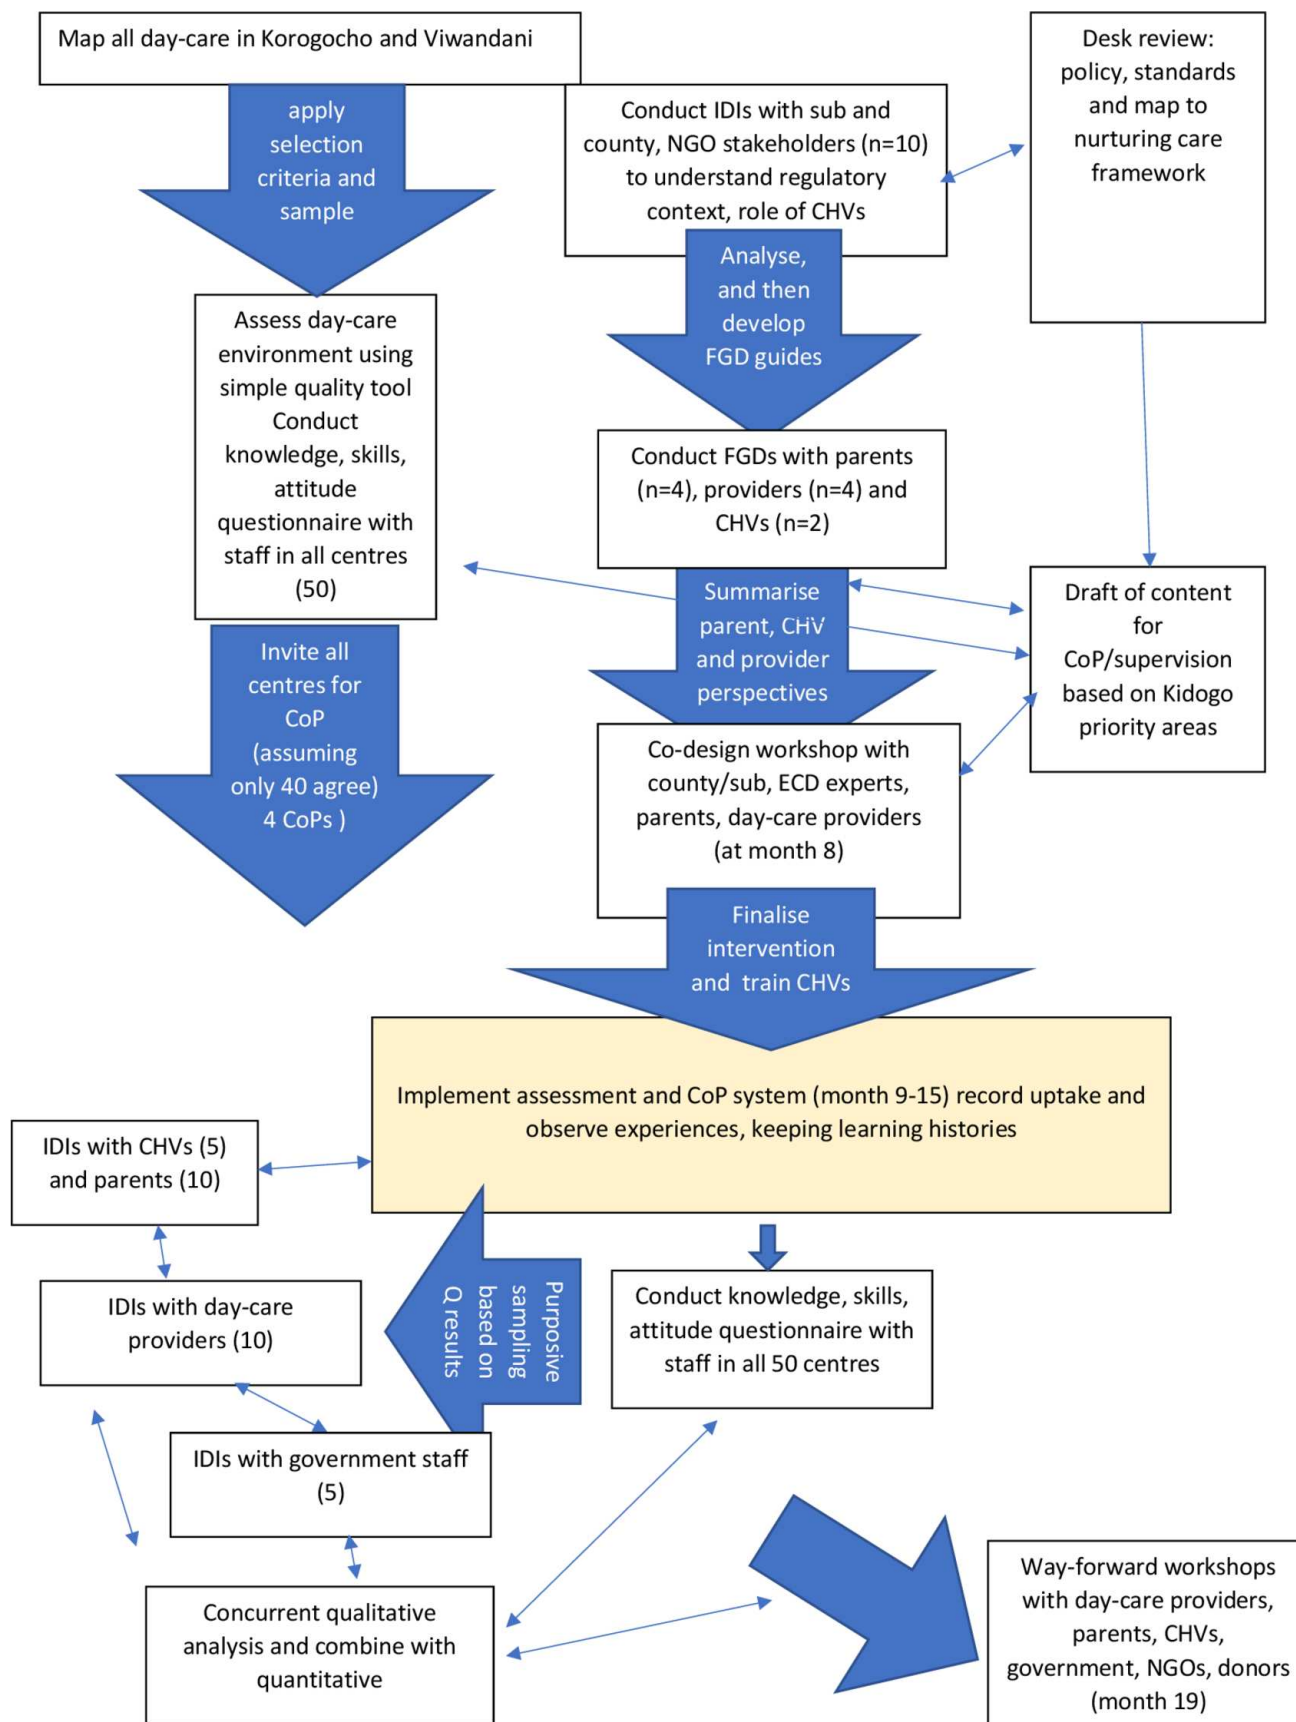 Map all day-care in Korogocho and Viwandani
apply
selection
criteria and
sample
Conduct IDIs with sub and
county, NGO stakeholders (n=10)
to understand regulatory
context, role of CHVs
Desk review:
policy, standards
and map to
nurturing care
framework
Analyse,
and then
develop
FGD guides
Assess day-care
environment using
simple quality tool
Conduct
knowledge, skills,
attitude
questionnaire with
staff in all centres
(50)
Conduct FGDs with parents
(n=4), providers (n=4) and
CHVs (n=2)
Summarise
parent, CHV
and provider
perspectives
Draft of content
for
CoP/supervision
based on Kidogo
priority areas
Invite all
centres for
CoP
(assuming
only 40 agree)
4 CoPs )
Co-design workshop with
county/sub, ECD experts,
parents, day-care providers
(at month 8)
Finalise
intervention
and  train CHVs
Implement assessment and CoP system (month 9-15) record uptake and
observe experiences, keeping learning histories
IDIs with CHVs (5)
and parents (10)
IDIs with day-care
providers (10)
Purposive
sampling
based on
Q results
Conduct knowledge, skills,
attitude questionnaire with
staff in all 50 centres
IDIs with government staff
(5)
Concurrent qualitative
analysis and combine with
quantitative
Way-forward workshops
with day-care providers,
parents, CHVs,
government, NGOs, donors
(month 19)